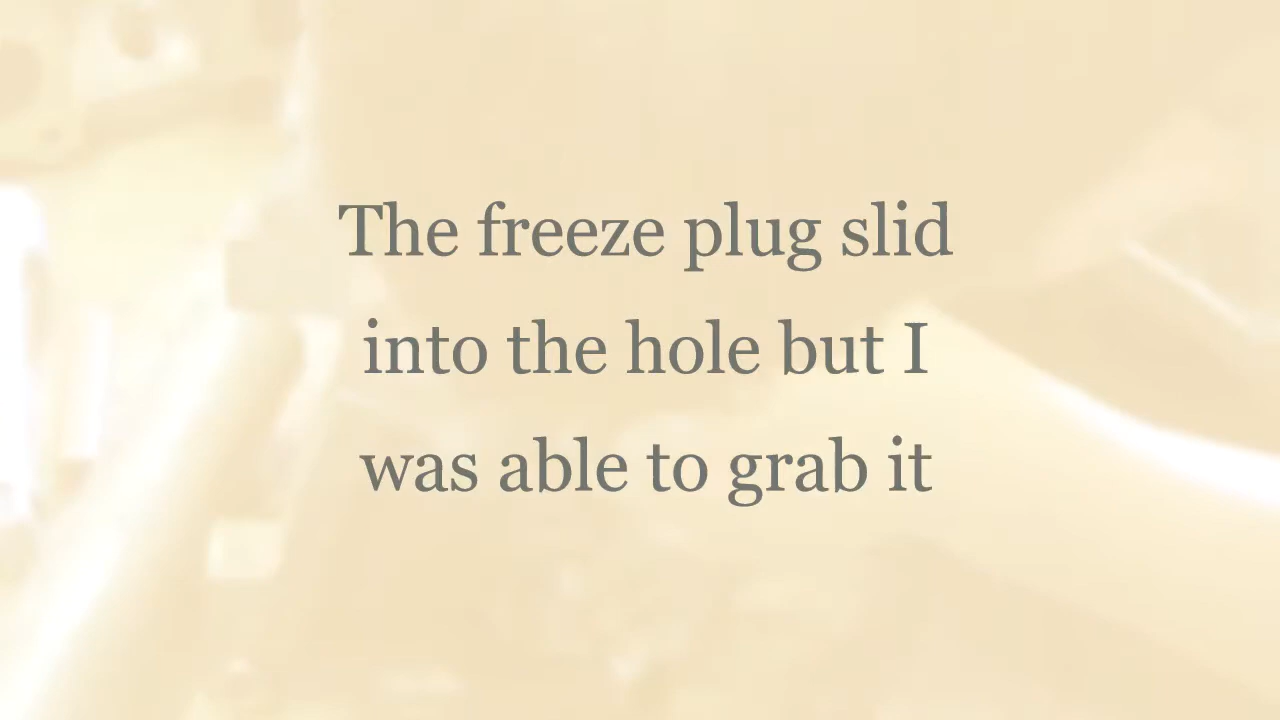 The freeze plug slid
into the hole but I
was able to grab it